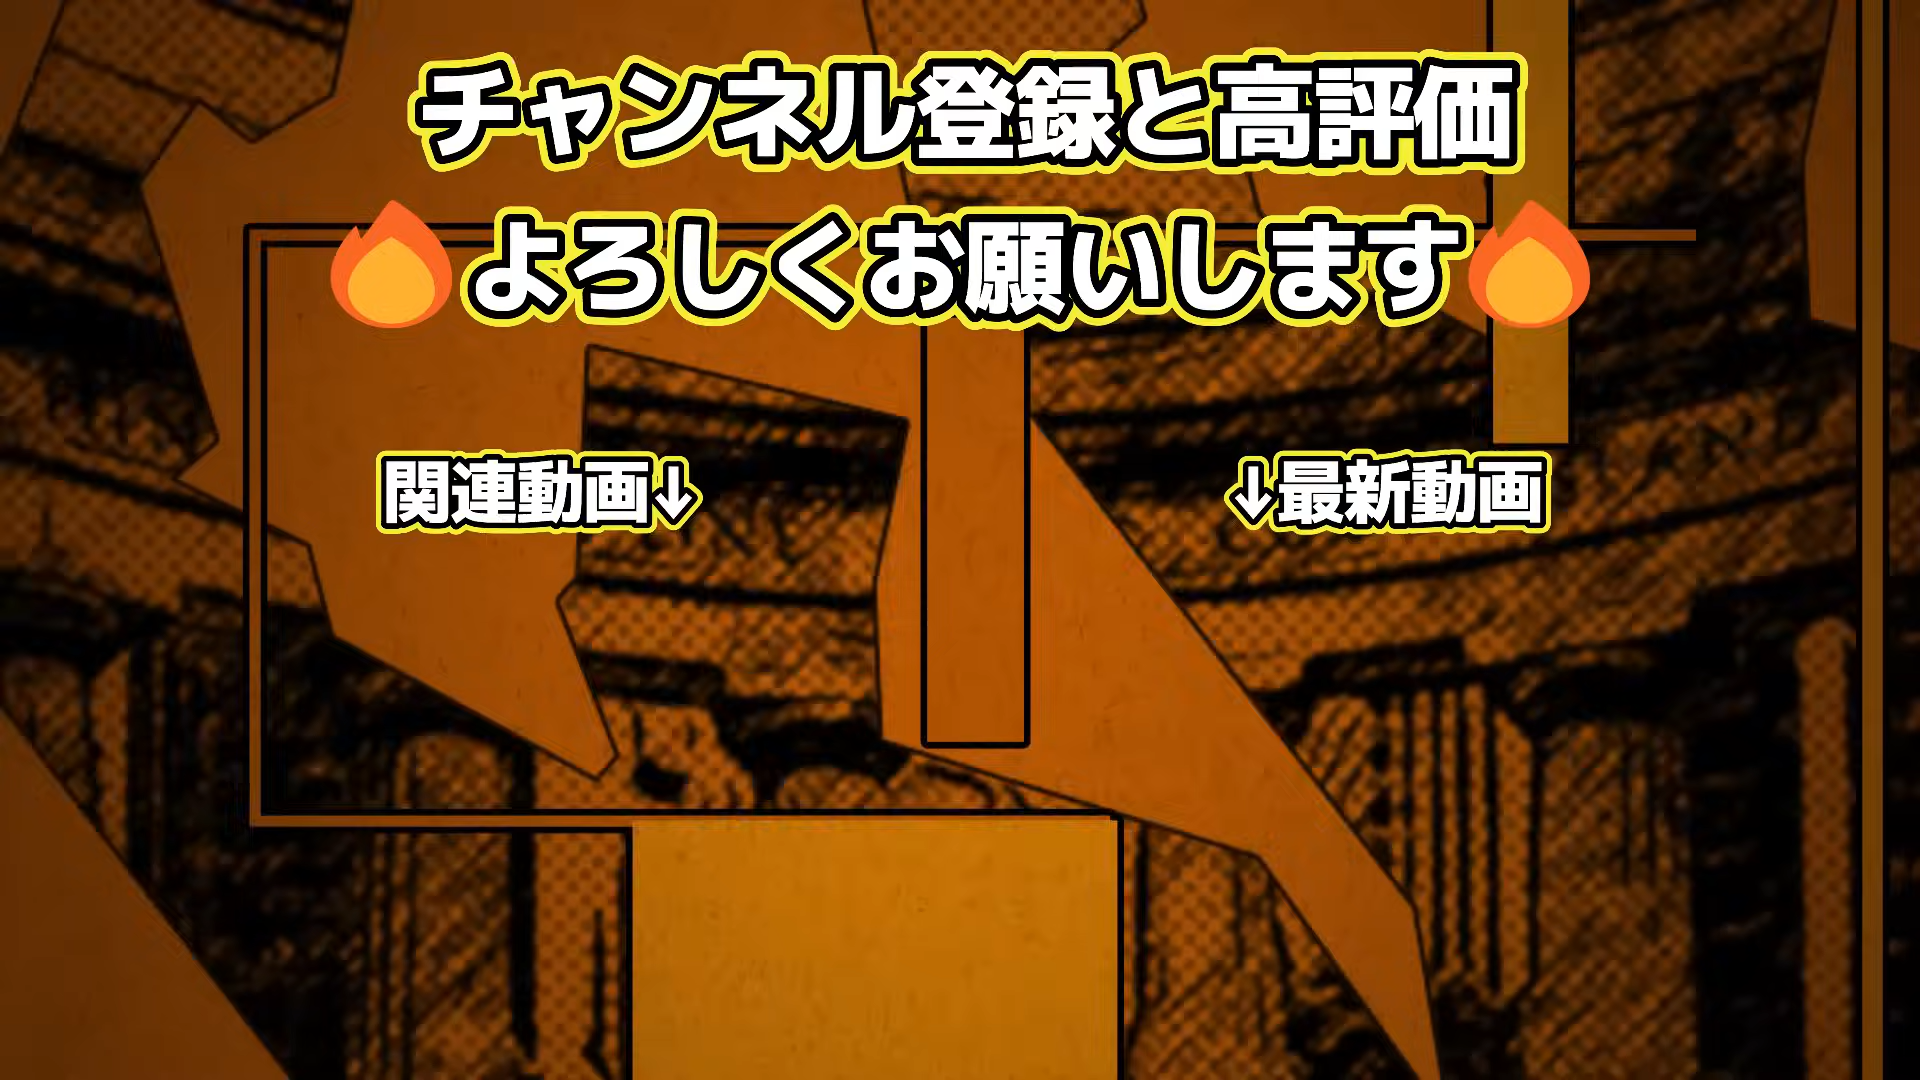 チャンネル登録と高評価
🔥よろしくお願いします🔥
関連動画↓
↓最新動画